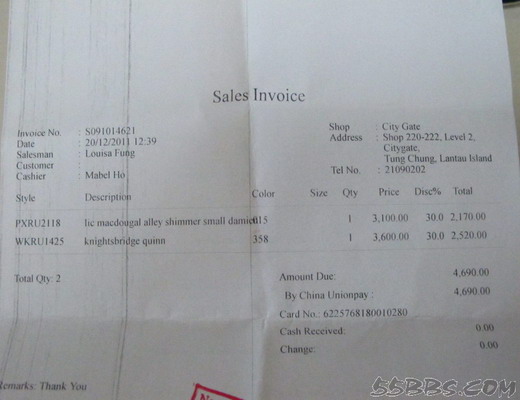 Sales Invoice
Invoice No. : S091014621
Date : 20/12/2011 12:39
Salesman : Louisa Fung
Customer :
Cashier : Mabel Ho
Shop : City Gate
Address : Shop 220-222, Level 2,
Citygate,
Tung Chung, Lantau Island
Tel No. : 21090202
Style Description Color Size Qty Price Disc% Total
PXRU2118 lic macdougal alley shimmer small 015 1 3,100.00 30.0 2,170.00
WKRU1425 knightsbridge quinn 358 1 3,600.00 30.0 2,520.00
Total Qty: 2
Amount Due: 4,690.00
By China Unionpay : 4,690.00
Card No.: 6225768180010280
Cash Received: 0.00
Change: 0.00
Remarks: Thank You
55BBS.COM